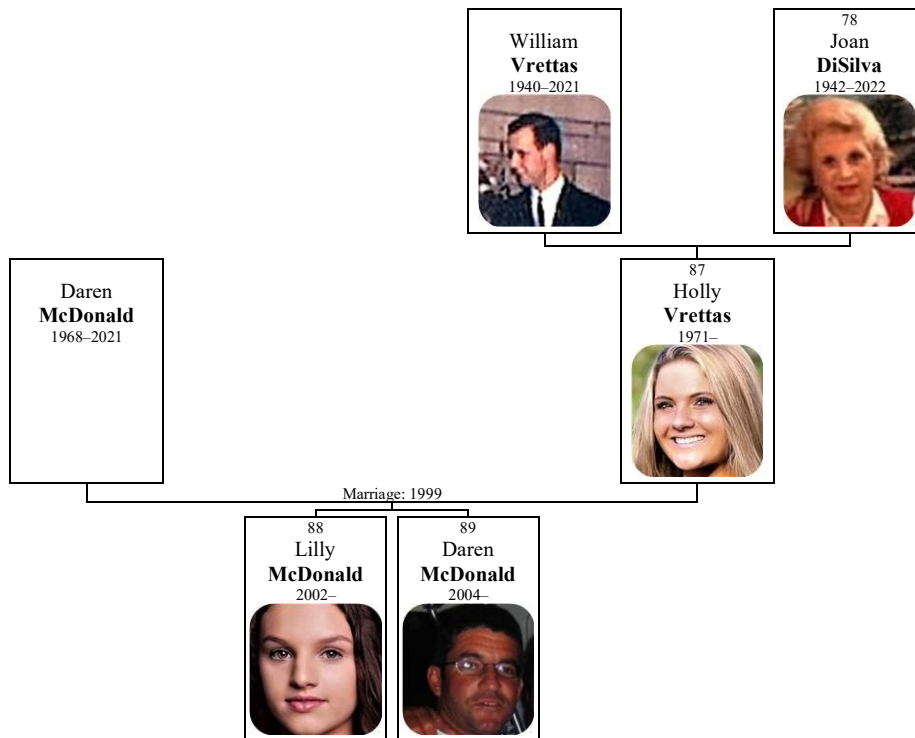 William
Vrettas
1940–2021
78
Joan
DiSilva
1942–2022
Daren
McDonald
1968–2021
87
Holly
Vrettas
1971–
Marriage: 1999
88
Lilly
McDonald
2002–
89
Daren
McDonald
2004–